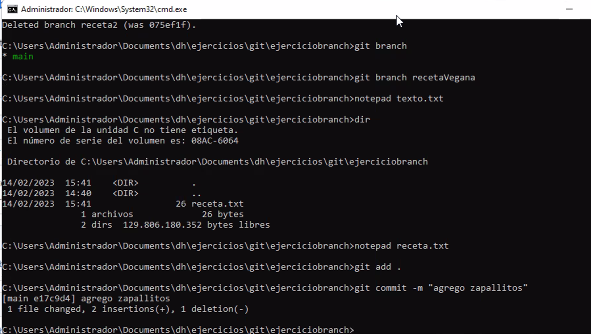 Administrador: C:\Windows\System32\cmd.exe
Deleted branch receta2 (was 075ef1f).
C:\Users\Administrador\Documents\dh\ejercicios\git\ejerciciobranch>git branch
* main
C:\Users\Administrador\Documents\dh\ejercicios\git\ejerciciobranch>git branch recetaVegana
C:\Users\Administrador\Documents\dh\ejercicios\git\ejerciciobranch>notepad texto.txt
C:\Users\Administrador\Documents\dh\ejercicios\git\ejerciciobranch>dir
El volumen de la unidad C no tiene etiqueta.
El número de serie del volumen es: 08AC-6064
Directorio de C:\Users\Administrador\Documents\dh\ejercicios\git\ejerciciobranch
14/02/2023 15:41 <DIR> .
14/02/2023 14:40 <DIR> ..
14/02/2023 15:41 26 receta.txt
1 archivos 26 bytes
2 dirs 129.806.180.352 bytes libres
C:\Users\Administrador\Documents\dh\ejercicios\git\ejerciciobranch>notepad receta.txt
C:\Users\Administrador\Documents\dh\ejercicios\git\ejerciciobranch>git add .
C:\Users\Administrador\Documents\dh\ejercicios\git\ejerciciobranch>git commit -m "agrego zapallitos"
[main e17c9d4] agrego zapallitos
1 file changed, 2 insertions(+), 1 deletion(-)
C:\Users\Administrador\Documents\dh\ejercicios\git\ejerciciobranch>